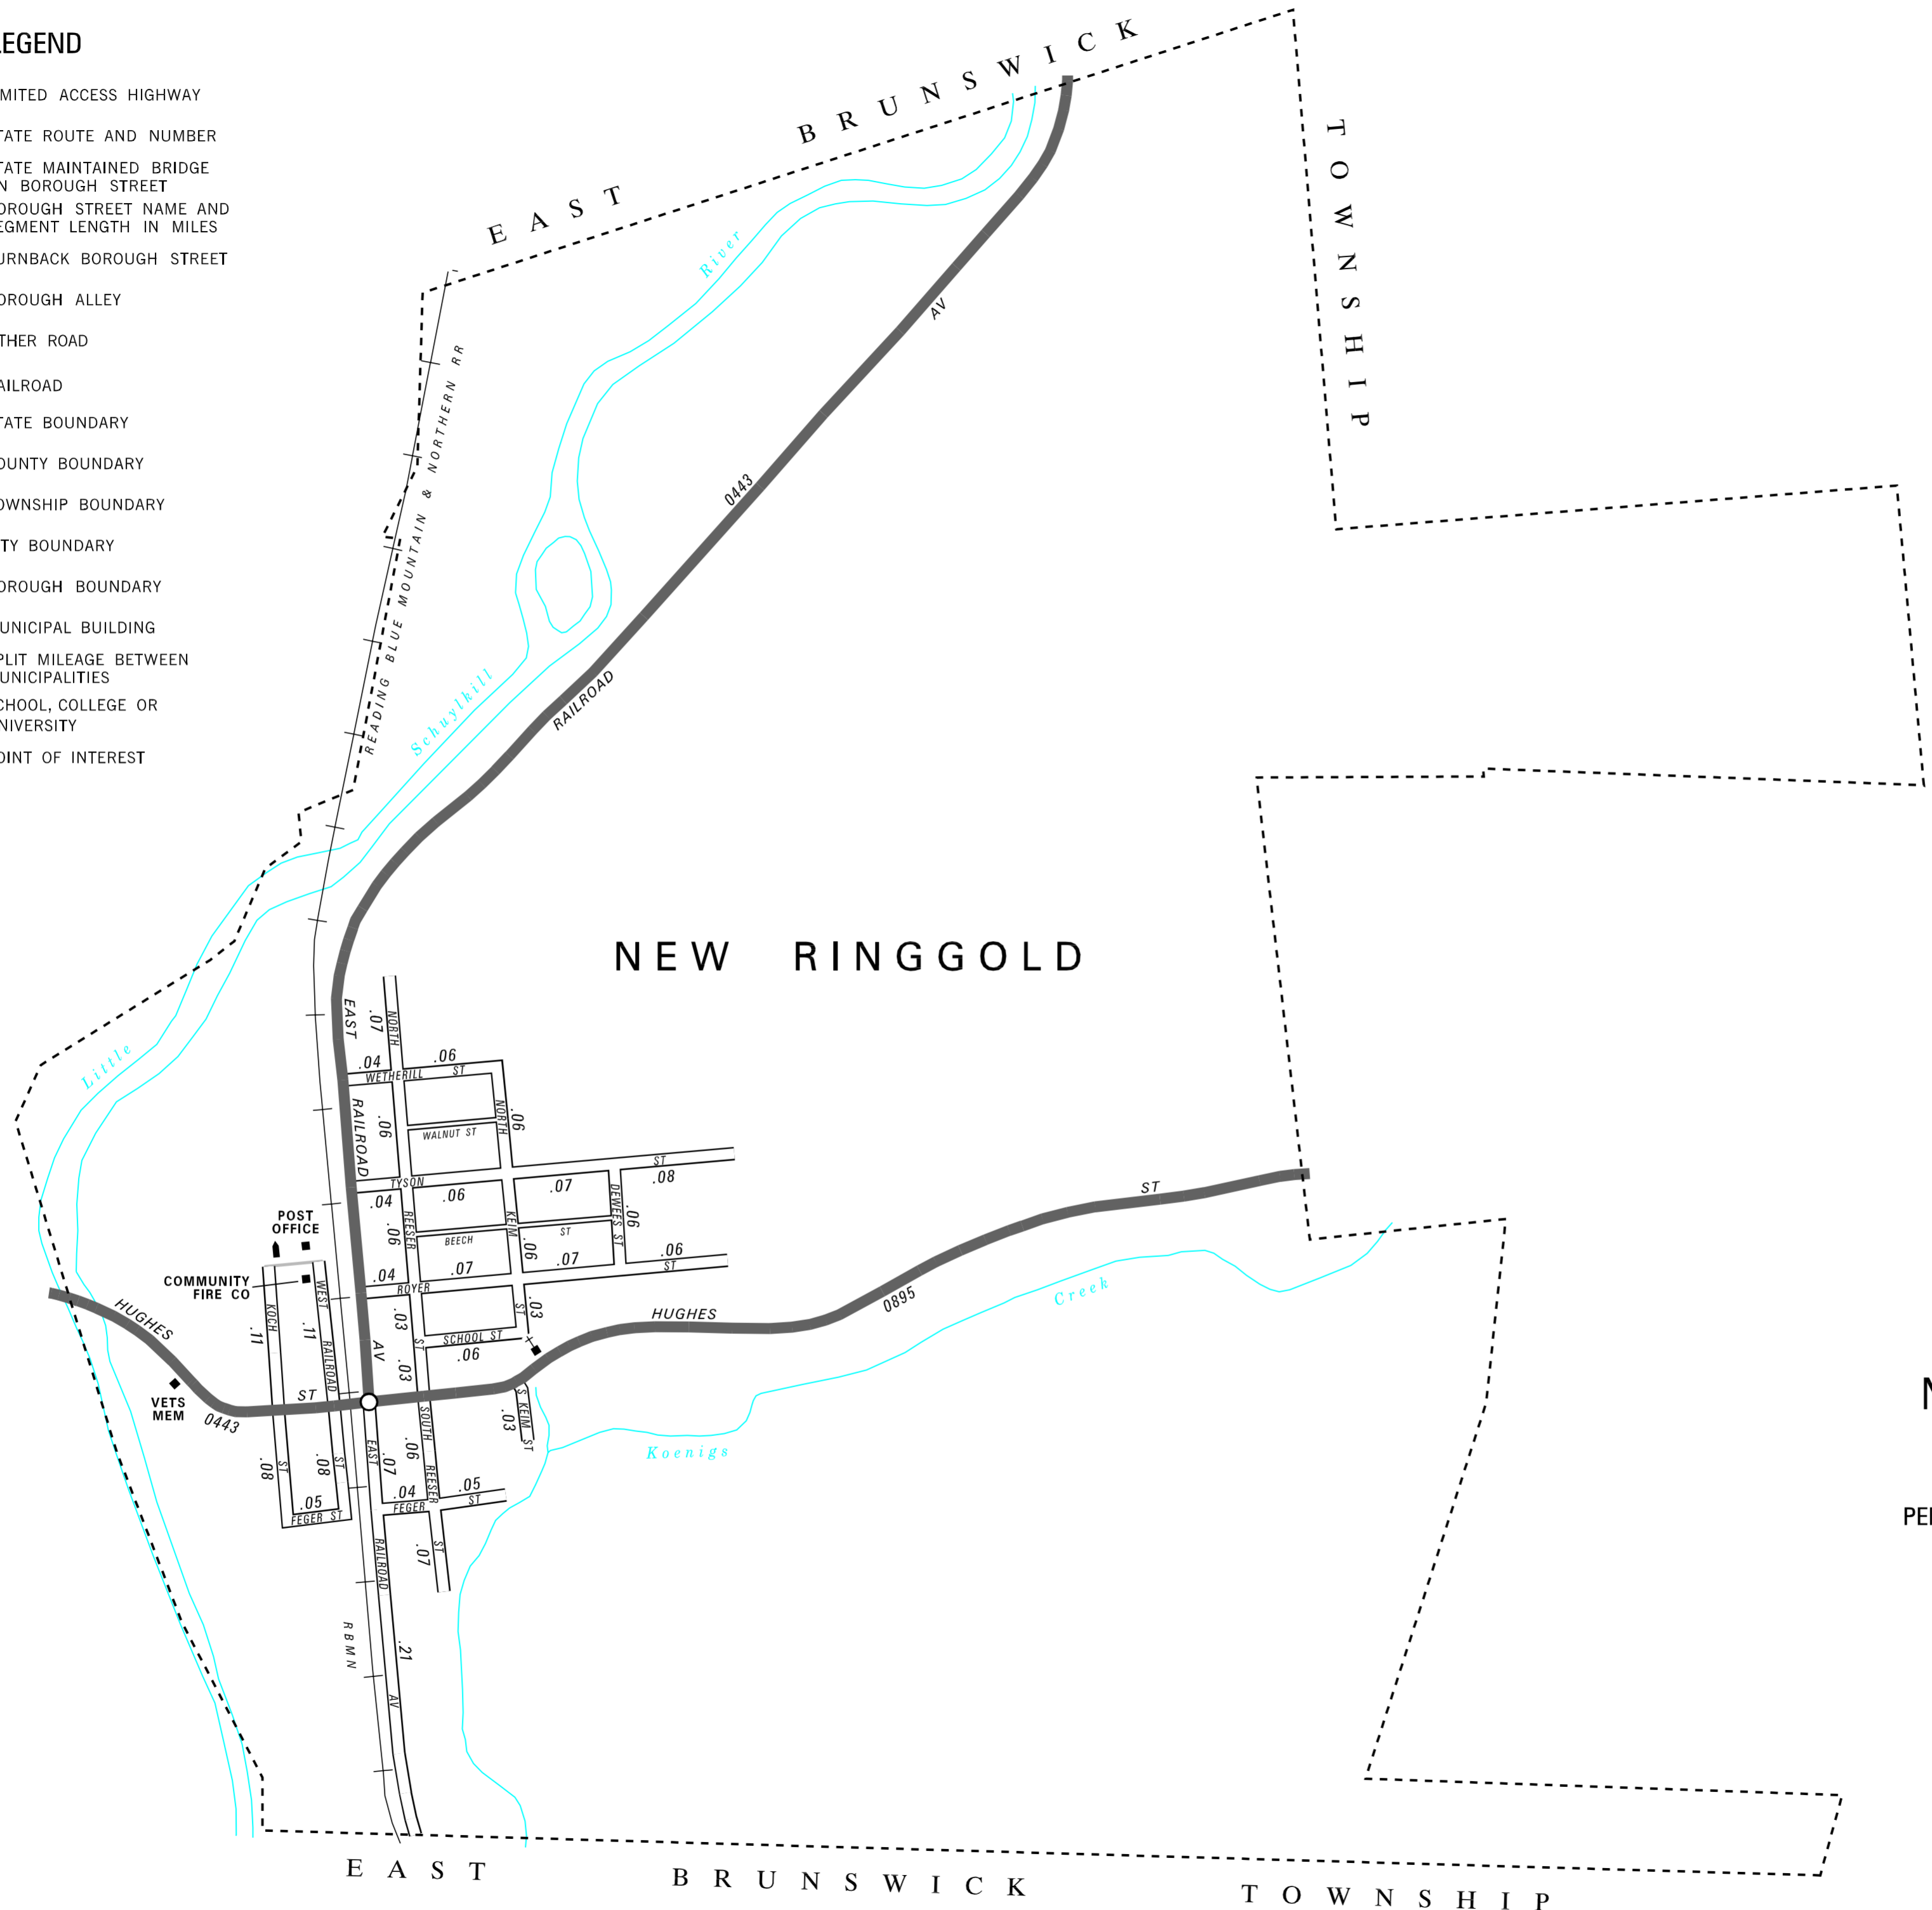 LEGEND
MITED ACCESS HIGHWAY
TATE ROUTE AND NUMBER
TATE MAINTAINED BRIDGE
N BOROUGH STREET
OROUGH STREET NAME AND
EGMENT LENGTH IN MILES
URNBACK BOROUGH STREET
OROUGH ALLEY
THER ROAD
AILROAD
TATE BOUNDARY
OUNTY BOUNDARY
OWNSHIP BOUNDARY
TY BOUNDARY
OROUGH BOUNDARY
UNICIPAL BUILDING
PLIT MILEAGE BETWEEN
UNICIPALITIES
CHOOL, COLLEGE OR
NIVERSITY
OINT OF INTEREST
EAST BRUNSWICK
TOWNSHIP
River
AV
0443
RAILROAD
READING BLUE MOUNTAIN & NORTHERN RR
Schuylkill
Little
NEW RINGGOLD
EAST
RAILROAD
AV
.07
NORTH
.04
.06
WETHERILL ST
.06
NORTH
.06
WALNUT ST
TYSON
ST
.04
.06
.07
.08
REESER
.06
KEIM
.06
DEWEES ST
.06
BEECH
ST
.04
.07
.07
.06
ROYER
ST
.03
ST
.03
ST
.03
SCHOOL ST
.06
POST
OFFICE
COMMUNITY
FIRE CO
KOCH
.11
WEST
.11
RAILROAD
HUGHES
ST
0443
VETS
MEM
HUGHES
0895
ST
Creek
Koenigs
S KEIM ST
.03
SOUTH
.06
REESER
ST
.07
EAST
.07
.04
.05
FEGER
ST
.08
ST
.08
ST
.05
FEGER ST
RAILROAD
.21
AV
RBMN
EAST BRUNSWICK TOWNSHIP
N
PE